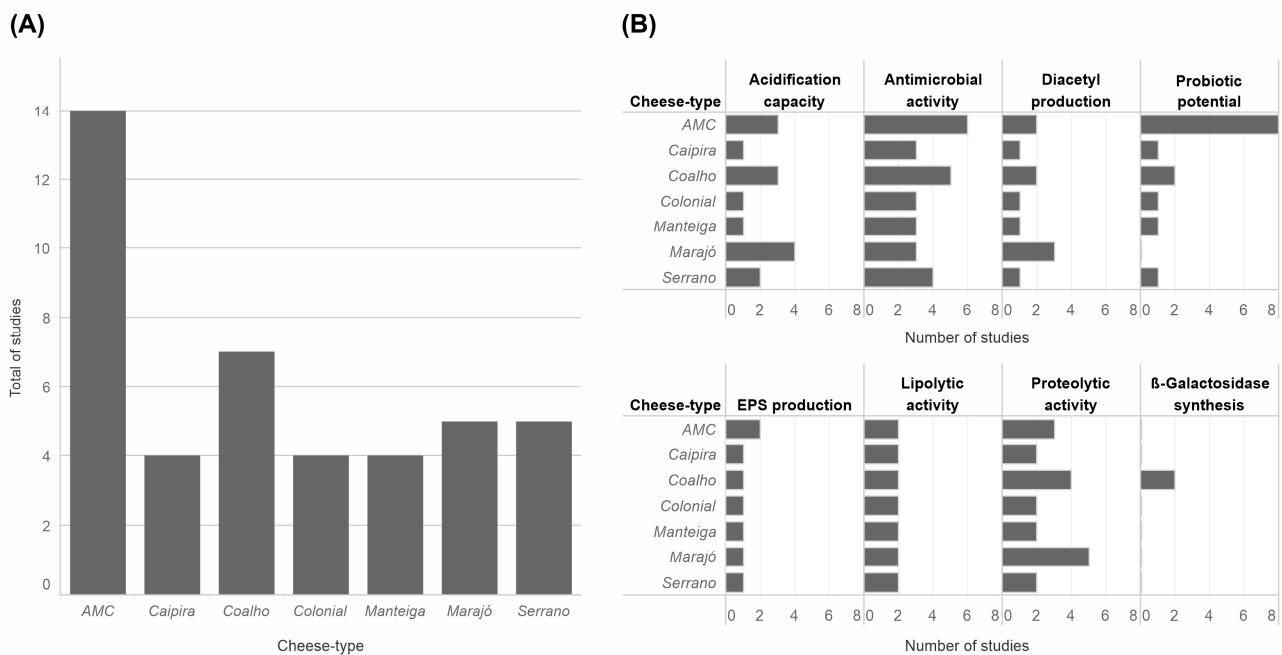 (A)
Total of studies
14
12
10
8
6
4
2
0
AMC Caipira Coalho Colonial Manteiga Marajó Serrano
Cheese-type
(B)
Cheese-type
Acidification
capacity
Antimicrobial
activity
Diacetyl
production
Probiotic
potential
AMC
Caipira
Coalho
Colonial
Manteiga
Marajó
Serrano
0 2 4 6 8 0 2 4 6 8 0 2 4 6 8 0 2 4 6 8
Number of studies
Cheese-type
EPS production
Lipolytic
activity
Proteolytic
activity
ß-Galactosidase
synthesis
AMC
Caipira
Coalho
Colonial
Manteiga
Marajó
Serrano
0 2 4 6 8 0 2 4 6 8 0 2 4 6 8 0 2 4 6 8
Number of studies